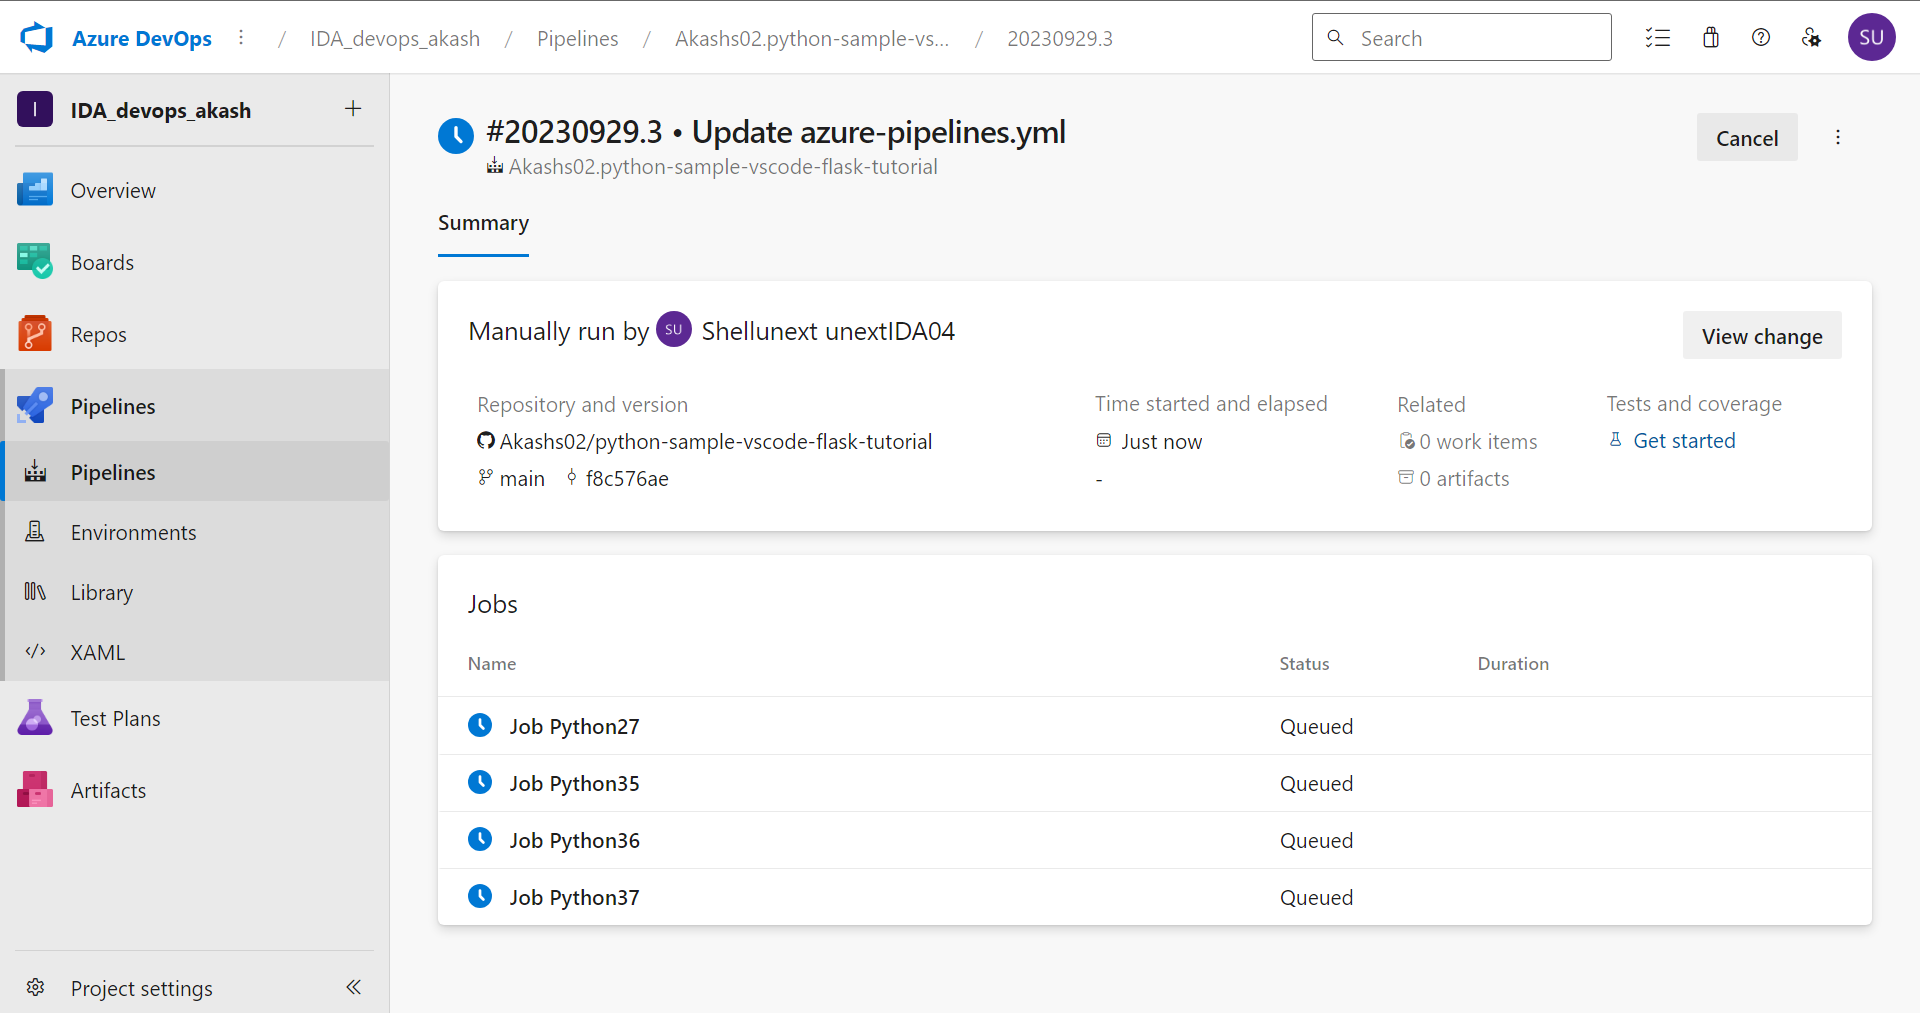 Azure DevOps / IDA_devops_akash / Pipelines / Akashs02.python-sample-vs... / 20230929.3 Search SU
I IDA_devops_akash +
Overview
Boards
Repos
Pipelines
Pipelines
Environments
Library
XAML
Test Plans
Artifacts
Project settings
#20230929.3 • Update azure-pipelines.yml
Akashs02.python-sample-vscode-flask-tutorial
Cancel
Summary
Manually run by SU Shellunext unextIDA04
View change
Repository and version
Akashs02/python-sample-vscode-flask-tutorial
main f8c576ae
Time started and elapsed
Just now
-
Related
0 work items
0 artifacts
Tests and coverage
Get started
Jobs
Name Status Duration
Job Python27 Queued
Job Python35 Queued
Job Python36 Queued
Job Python37 Queued